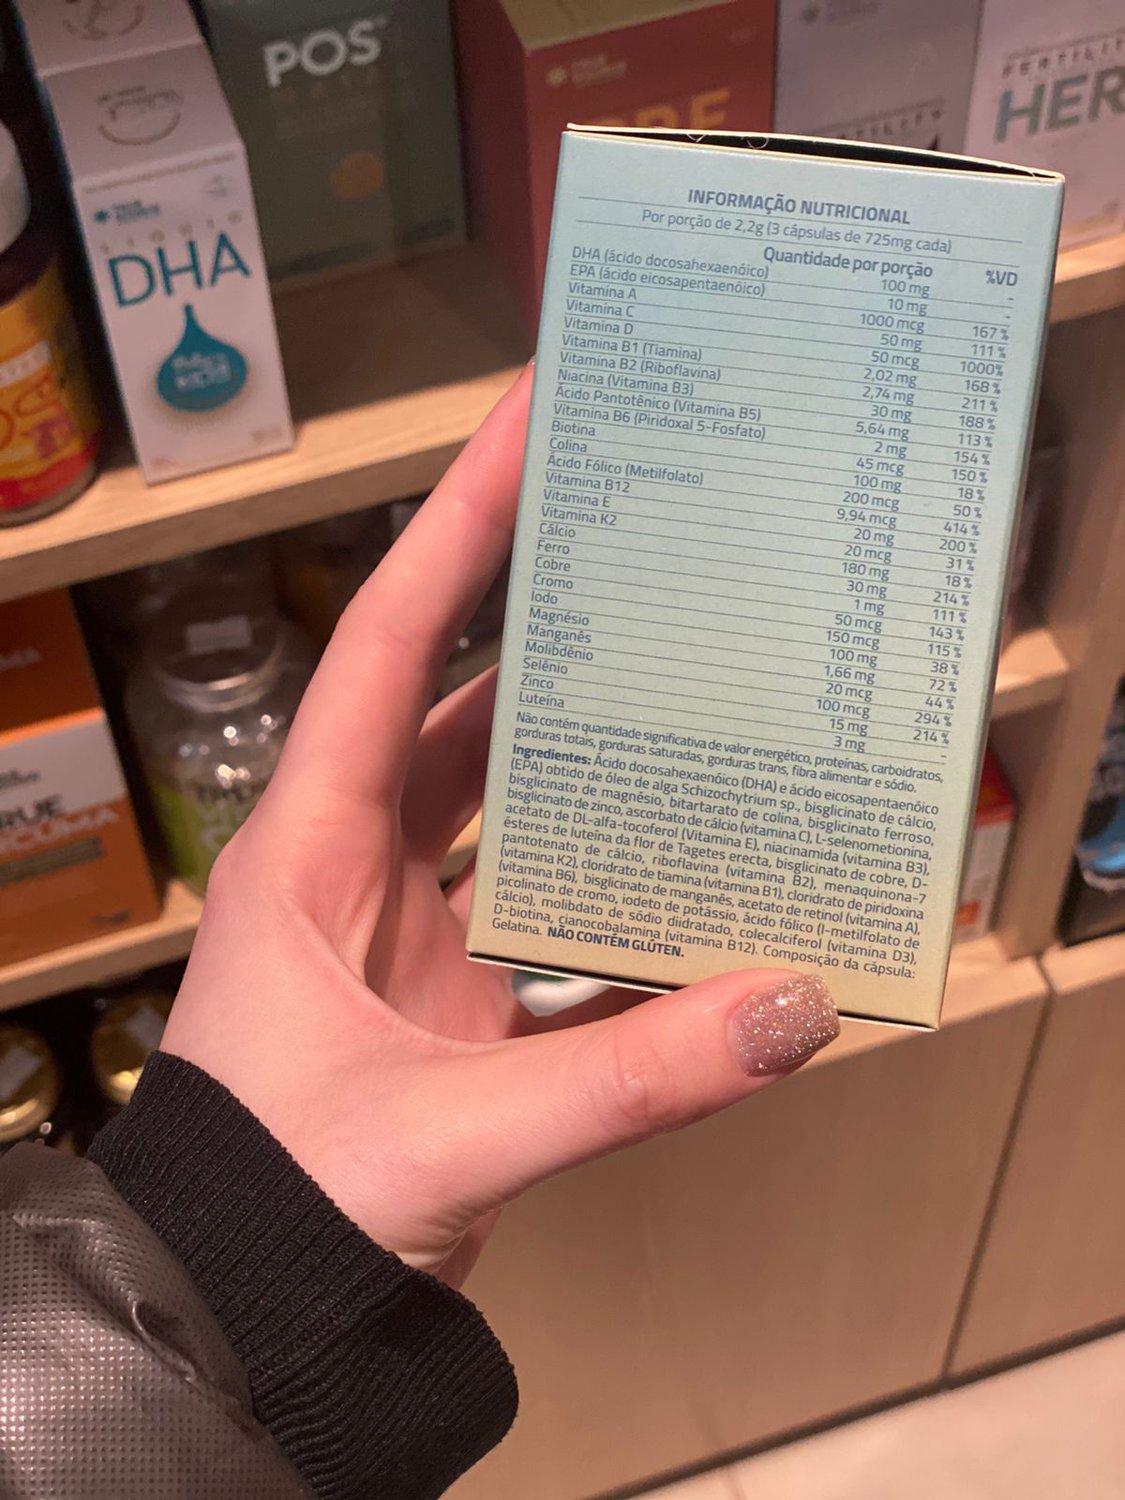 POS
DHA
FERTILITY
HER
INFORMAÇÃO NUTRICIONAL
Por porção de 2,2g (3 cápsulas de 725mg cada)
Quantidade por porção %VD
DHA (ácido docosahexaenóico) 100 mg -
EPA (ácido eicosapentaenóico) 10 mg -
Vitamina A 1000 mcg 167%
Vitamina C 50 mg 111%
Vitamina D 50 mcg 1000%
Vitamina B1 (Tiamina) 2,02 mg 168%
Vitamina B2 (Riboflavina) 2,74 mg 211%
Niacina (Vitamina B3) 30 mg 188%
Ácido Pantotênico (Vitamina B5) 5,64 mg 113%
Vitamina B6 (Piridoxal 5-Fosfato) 2 mg 154%
Biotina 45 mcg 150%
Colina 100 mg 18%
Ácido Fólico (Metilfolato) 200 mcg 50%
Vitamina B12 9,94 mcg 414%
Vitamina E 20 mg 200%
Vitamina K2 20 mcg 31%
Cálcio 180 mg 18%
Ferro 30 mg 214%
Cobre 1 mg 111%
Cromo 50 mcg 143%
Iodo 150 mcg 115%
Magnésio 100 mg 38%
Manganês 1,66 mg 72%
Molibdênio 20 mcg 44%
Selênio 100 mcg 294%
Zinco 15 mg 214%
Luteína 3 mg -
Não contém quantidade significativa de valor energético, proteínas, carboidratos,
gorduras totais, gorduras saturadas, gorduras trans, fibra alimentar e sódio.
Ingredientes: Ácido docosahexaenóico (DHA) e ácido eicosapentaenóico
(EPA) obtido de óleo de alga Schizochytrium sp., bisglicinato de cálcio,
bisglicinato de magnésio, bitartarato de colina, bisglicinato ferroso,
bisglicinato de zinco, ascorbato de cálcio (vitamina C), L-selenometionina,
acetato de DL-alfa-tocoferol (Vitamina E), niacinamida (vitamina B3),
ésteres de luteína da flor de Tagetes erecta, bisglicinato de cobre, D-
pantotenato de cálcio, riboflavina (vitamina B2), menaquinona-7
(vitamina K2), cloridrato de tiamina (vitamina B1), cloridrato de piridoxina
(vitamina B6), bisglicinato de manganês, acetato de retinol (vitamina A),
picolinato de cromo, iodeto de potássio, ácido fólico (l-metilfolato de
cálcio), molibdato de sódio diidratado, colecalciferol (vitamina D3),
D-biotina, cianocobalamina (vitamina B12). Composição da cápsula:
Gelatina. NÃO CONTÉM GLÚTEN.